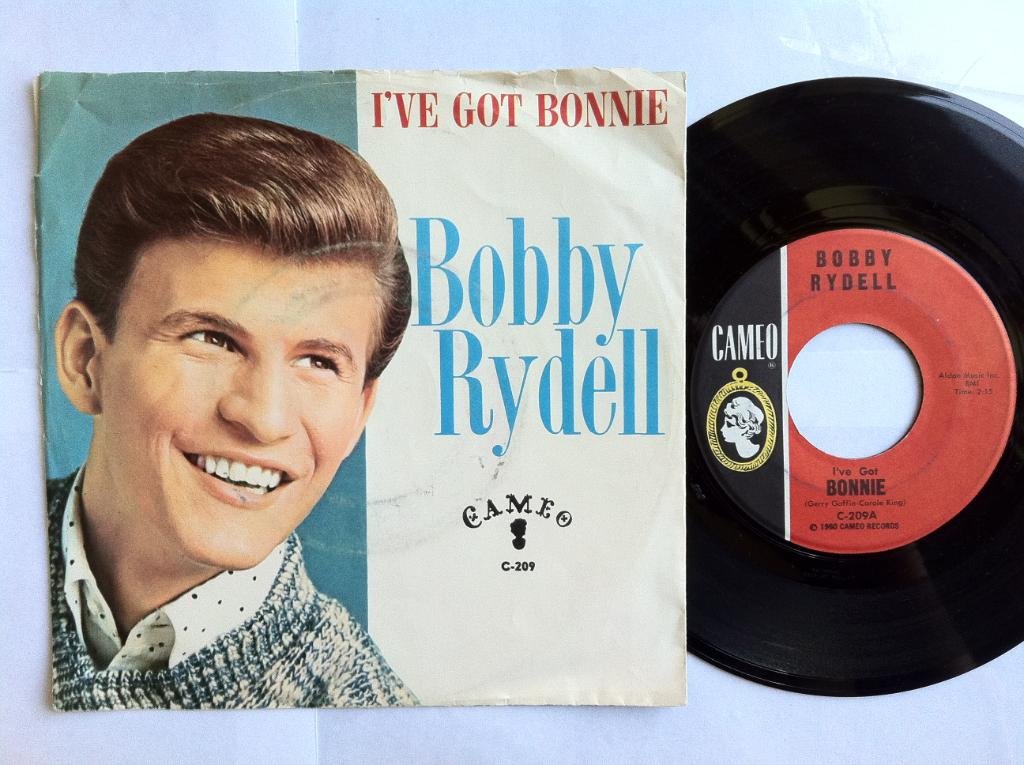 I'VE GOT BONNIE
Bobby
Rydell
CAMEO
C-209
BOBBY
RYDELL
CAMEO
Aldon Music Inc.
BMI
Time: 2:15
I've Got
BONNIE
(Gerry Goffin-Carole King)
C-209A
© 1960 CAMEO RECORDS